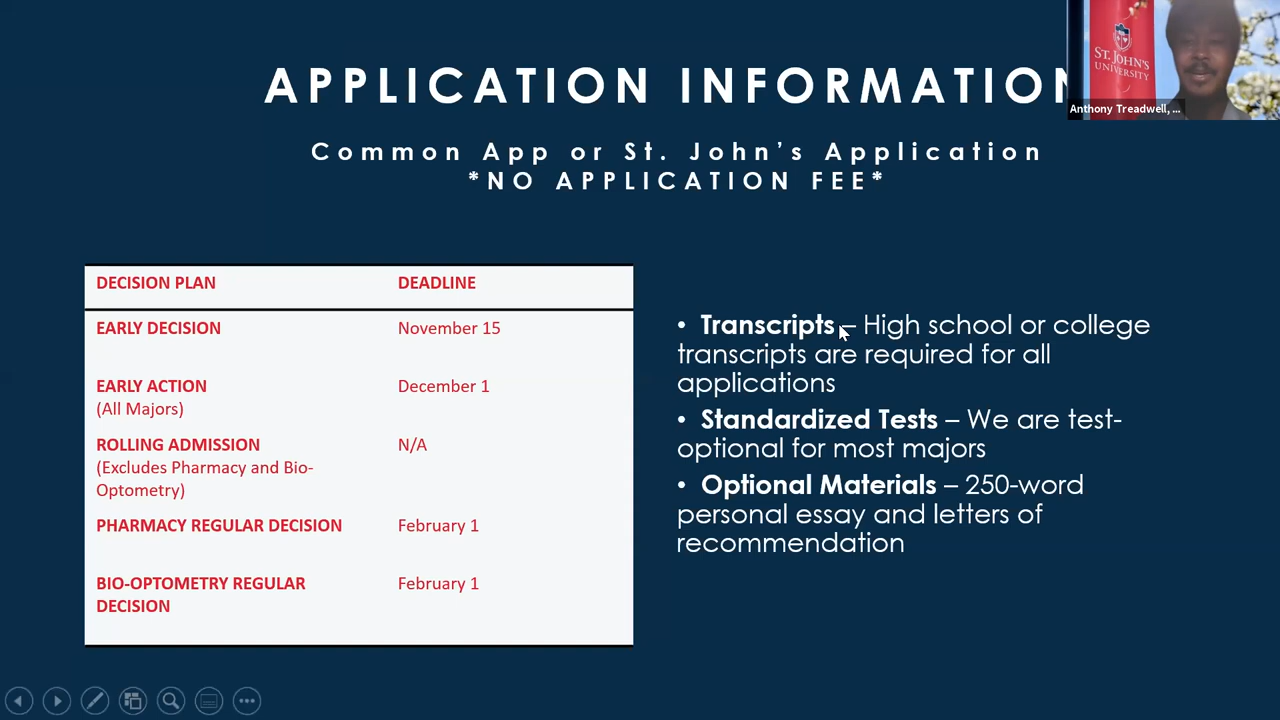 APPLICATION INFORMATION
ST. JOHN'S
UNIVERSITY
Anthony Treadwell, ...
Common App or St. John's Application
*NO APPLICATION FEE*
DECISION PLAN DEADLINE
EARLY DECISION November 15
EARLY ACTION December 1
(All Majors)
ROLLING ADMISSION N/A
(Excludes Pharmacy and Bio-
Optometry)
PHARMACY REGULAR DECISION February 1
BIO-OPTOMETRY REGULAR February 1
DECISION
• Transcripts – High school or college
transcripts are required for all
applications
• Standardized Tests – We are test-
optional for most majors
• Optional Materials – 250-word
personal essay and letters of
recommendation